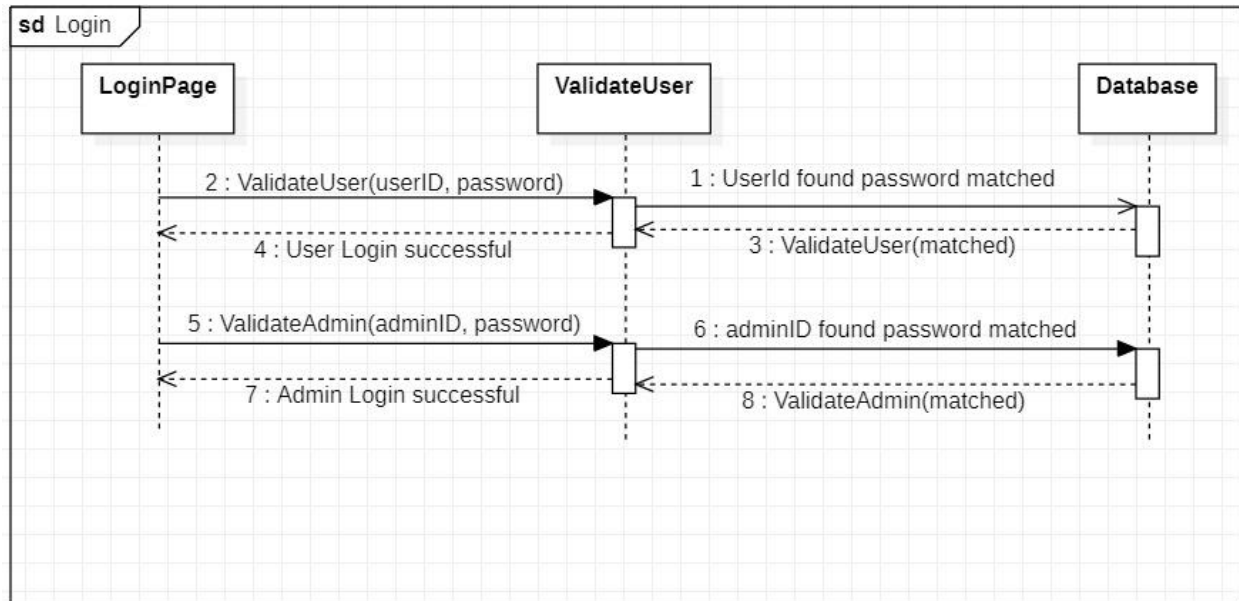 sd Login
LoginPage
ValidateUser
Database
2 : ValidateUser(userID, password)
1 : UserId found password matched
4 : User Login successful
3 : ValidateUser(matched)
5 : ValidateAdmin(adminID, password)
6 : adminID found password matched
7 : Admin Login successful
8 : ValidateAdmin(matched)